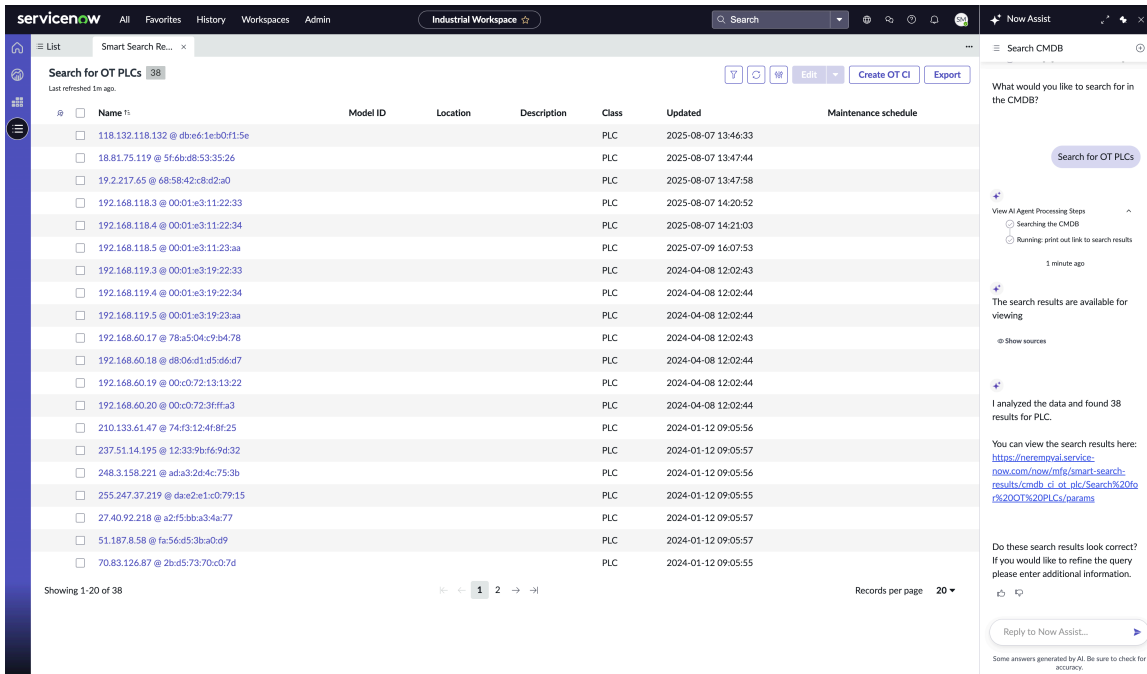 servicenow All Favorites History Workspaces Admin Industrial Workspace Search SM Now Assist
List Smart Search Re... × ... Search CMDB
Search for OT PLCs 38
Last refreshed 1m ago.
Edit Create OT CI Export
Name Model ID Location Description Class Updated Maintenance schedule
118.132.118.132 @ db:e6:1e:b0:f1:5e PLC 2025-08-07 13:46:33
18.81.75.119 @ 5f:6b:d8:53:35:26 PLC 2025-08-07 13:47:44
19.2.217.65 @ 68:58:42:c8:d2:a0 PLC 2025-08-07 13:47:58
192.168.118.3 @ 00:01:e3:11:22:33 PLC 2025-08-07 14:20:52
192.168.118.4 @ 00:01:e3:11:22:34 PLC 2025-08-07 14:21:03
192.168.118.5 @ 00:01:e3:11:23:aa PLC 2025-07-09 16:07:53
192.168.119.3 @ 00:01:e3:19:22:33 PLC 2024-04-08 12:02:43
192.168.119.4 @ 00:01:e3:19:22:34 PLC 2024-04-08 12:02:44
192.168.119.5 @ 00:01:e3:19:23:aa PLC 2024-04-08 12:02:44
192.168.60.17 @ 78:a5:04:c9:b4:78 PLC 2024-04-08 12:02:43
192.168.60.18 @ d8:06:d1:d5:d6:d7 PLC 2024-04-08 12:02:44
192.168.60.19 @ 00:c0:72:13:13:22 PLC 2024-04-08 12:02:44
192.168.60.20 @ 00:c0:72:3f:ff:a3 PLC 2024-04-08 12:02:44
210.133.61.47 @ 74:f3:12:4f:8f:25 PLC 2024-01-12 09:05:56
237.51.14.195 @ 12:33:9b:f6:9d:32 PLC 2024-01-12 09:05:57
248.3.158.221 @ ad:a3:2d:4c:75:3b PLC 2024-01-12 09:05:56
255.247.37.219 @ da:e2:e1:c0:79:15 PLC 2024-01-12 09:05:55
27.40.92.218 @ a2:f5:bb:a3:4a:77 PLC 2024-01-12 09:05:57
51.187.8.58 @ fa:56:d5:3b:a0:d9 PLC 2024-01-12 09:05:57
70.83.126.87 @ 2b:d5:73:70:c0:7d PLC 2024-01-12 09:05:55
Showing 1-20 of 38 1 2 Records per page 20
What would you like to search for in
the CMDB?
Search for OT PLCs
View AI Agent Processing Steps
Searching the CMDB
Running: print out link to search results
1 minute ago
The search results are available for
viewing
Show sources
I analyzed the data and found 38
results for PLC.
You can view the search results here:
https://nerempyai.service-
now.com/now/mfg/smart-search-
results/cmdb_ci_ot_plc/Search%20fo
r%20OT%20PLCs/params
Do these search results look correct?
If you would like to refine the query
please enter additional information.
Reply to Now Assist...
Some answers generated by AI. Be sure to check for
accuracy.